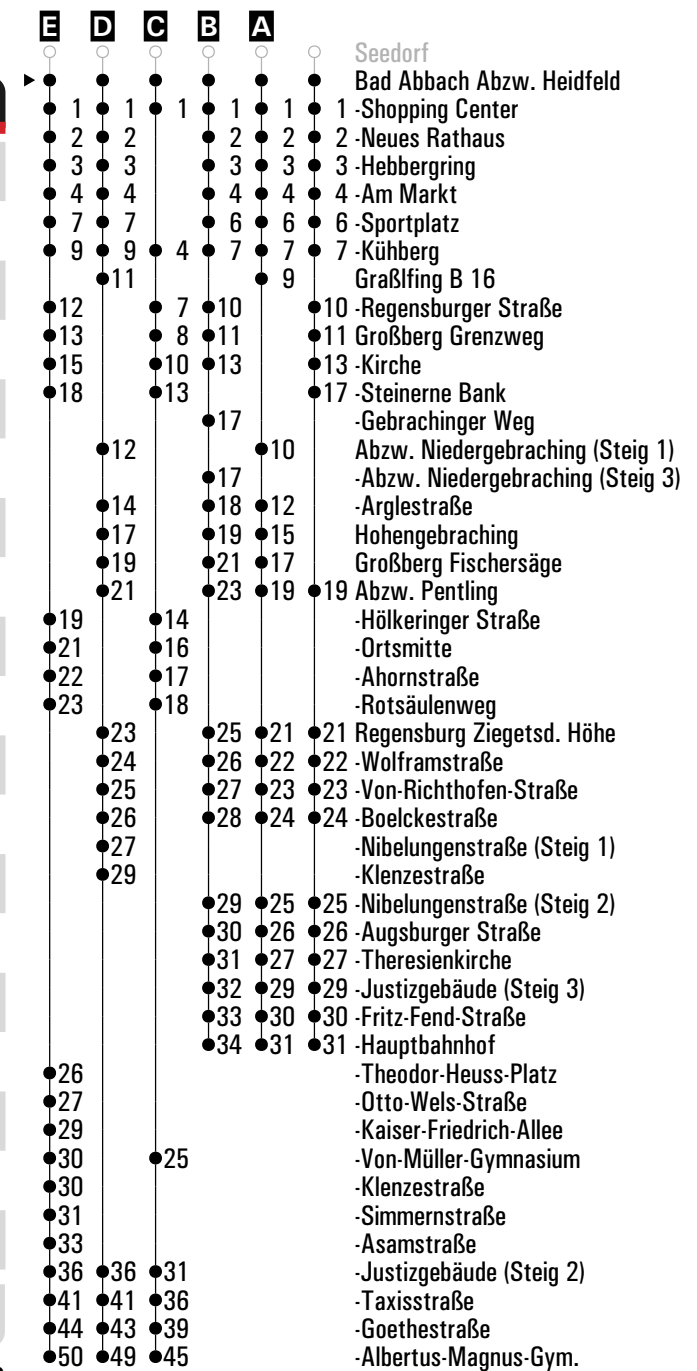 E D C B A
Seedorf
Bad Abbach Abzw. Heidfeld
1 1 1 1 1 1 -Shopping Center
2 2 2 2 2 -Neues Rathaus
3 3 3 3 3 -Hebbergring
4 4 4 4 4 -Am Markt
7 7 6 6 6 -Sportplatz
9 9 4 7 7 7 -Kühberg
11 9 Graßlfing B 16
12 7 10 10 -Regensburger Straße
13 8 11 11 Großberg Grenzweg
15 10 13 13 -Kirche
18 13 17 -Steinerne Bank
17 -Gebrachinger Weg
12 10 Abzw. Niedergebraching (Steig 1)
17 -Abzw. Niedergebraching (Steig 3)
14 18 12 -Arglestraße
17 19 15 Hohengebraching
19 21 17 Großberg Fischersäge
21 23 19 19 Abzw. Pentling
19 14 -Hölkeringer Straße
21 16 -Ortsmitte
22 17 -Ahornstraße
23 18 -Rotsäulenweg
23 25 21 21 Regensburg Ziegetsd. Höhe
24 26 22 22 -Wolframstraße
25 27 23 23 -Von-Richthofen-Straße
26 28 24 24 -Boelckestraße
27 -Nibelungenstraße (Steig 1)
29 -Klenzestraße
29 25 25 -Nibelungenstraße (Steig 2)
30 26 26 -Augsburger Straße
31 27 27 -Theresienkirche
32 29 29 -Justizgebäude (Steig 3)
33 30 30 -Fritz-Fend-Straße
34 31 31 -Hauptbahnhof
26 -Theodor-Heuss-Platz
27 -Otto-Wels-Straße
29 -Kaiser-Friedrich-Allee
30 25 -Von-Müller-Gymnasium
30 -Klenzestraße
31 -Simmernstraße
33 -Asamstraße
36 36 31 -Justizgebäude (Steig 2)
41 41 36 -Taxisstraße
44 43 39 -Goethestraße
50 49 45 -Albertus-Magnus-Gym.